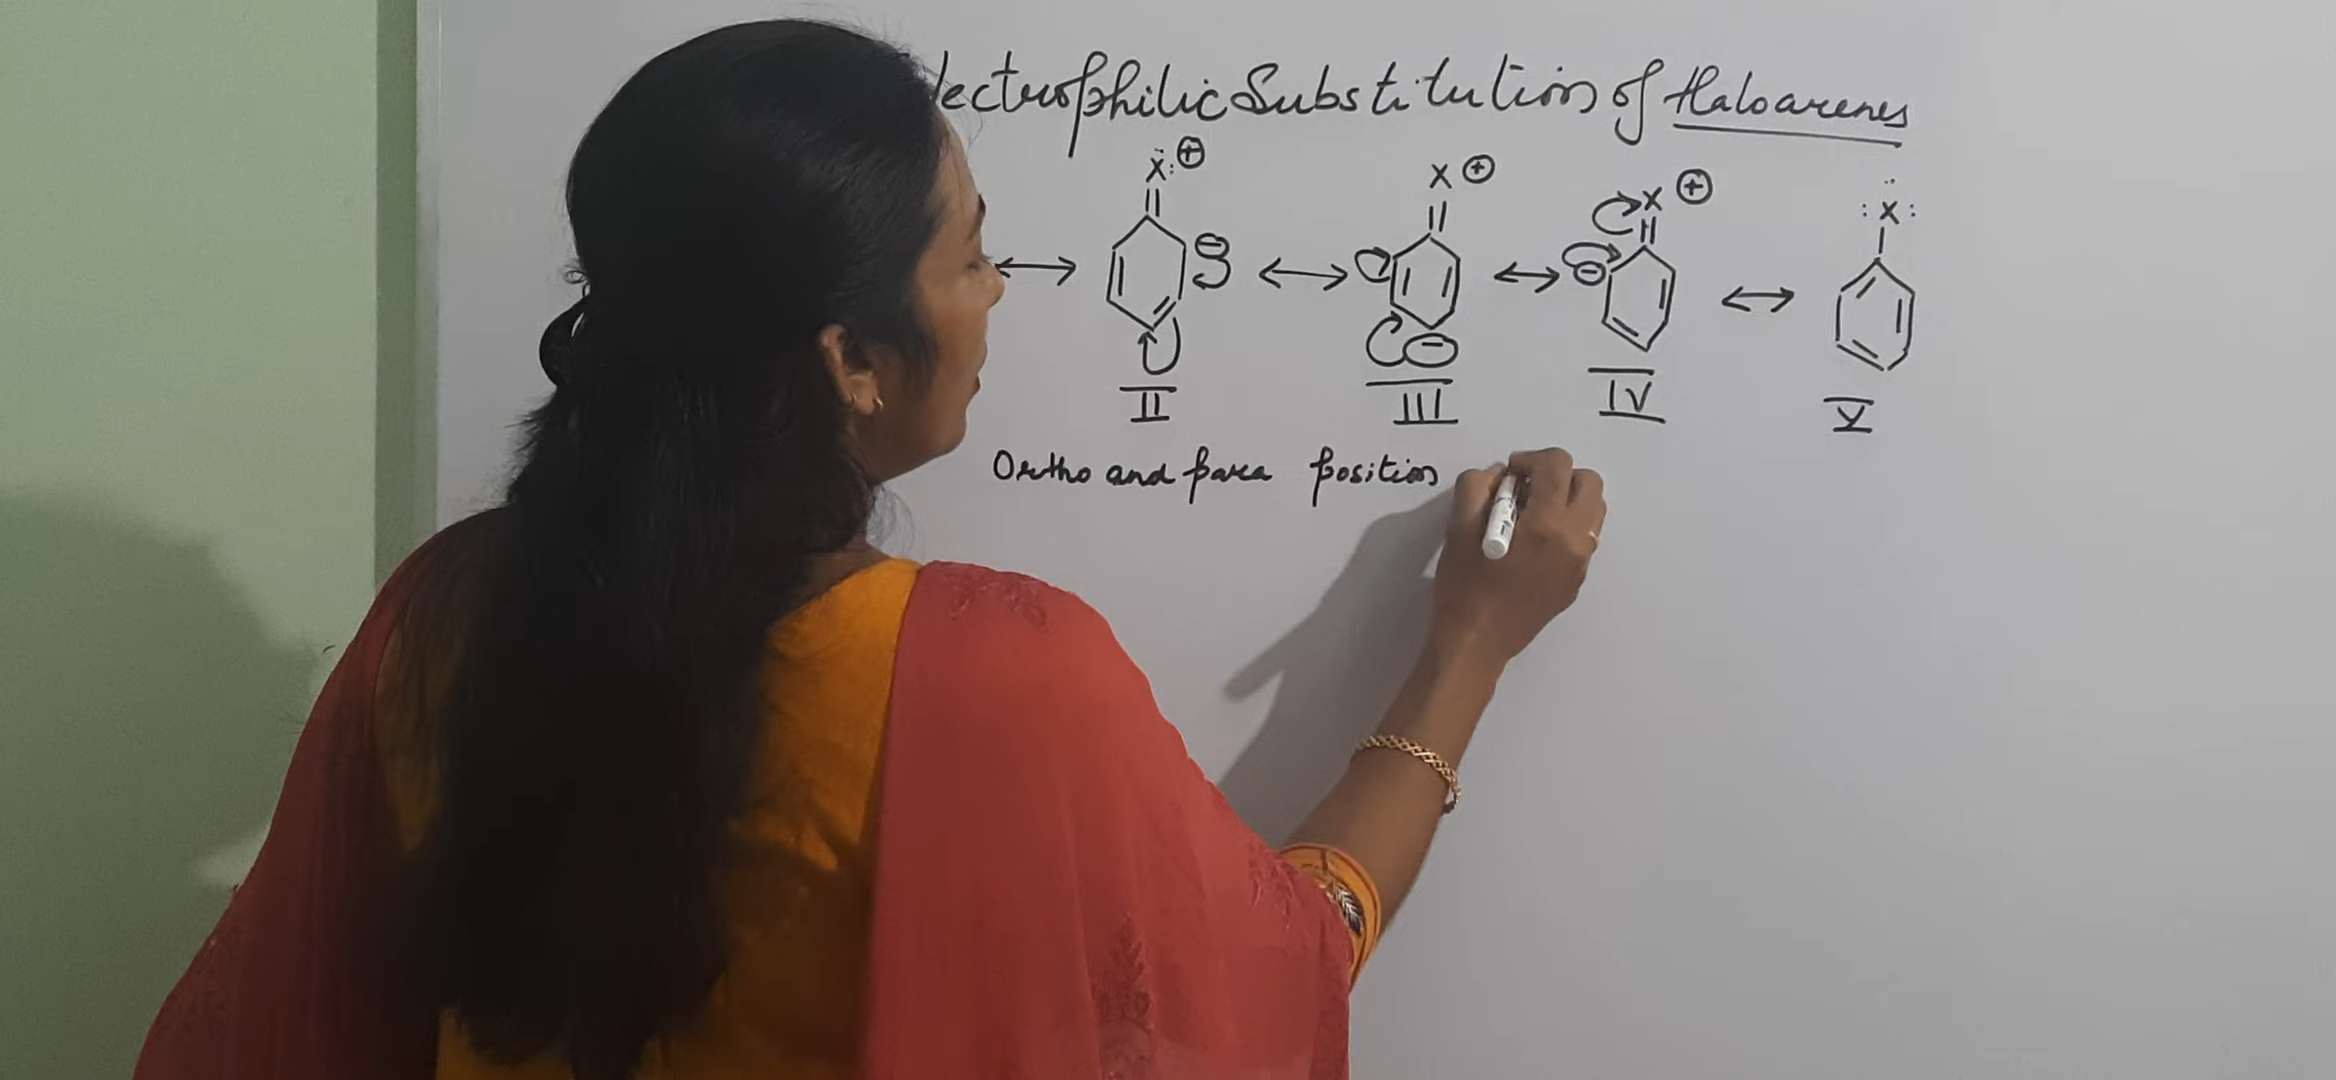 lectrophilic Substitution of Haloarenes
Ẍ: ⊕ X ⊕ X ⊕ :Ẍ:
⊖ ⊖ ⊖
II III IV V
Ortho and para position